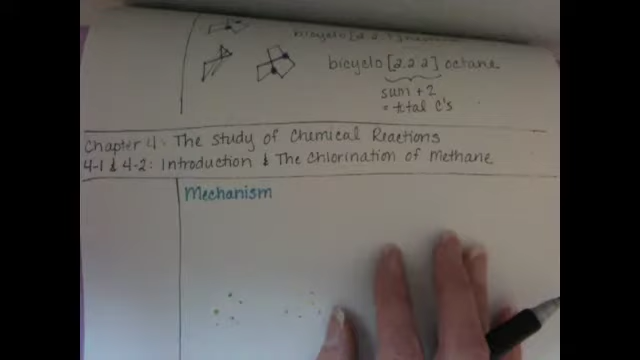 bicyclo [2.2.2] octane
sum + 2
= total C's
Chapter 4: The Study of Chemical Reactions
4-1 & 4-2: Introduction & The Chlorination of Methane
Mechanism